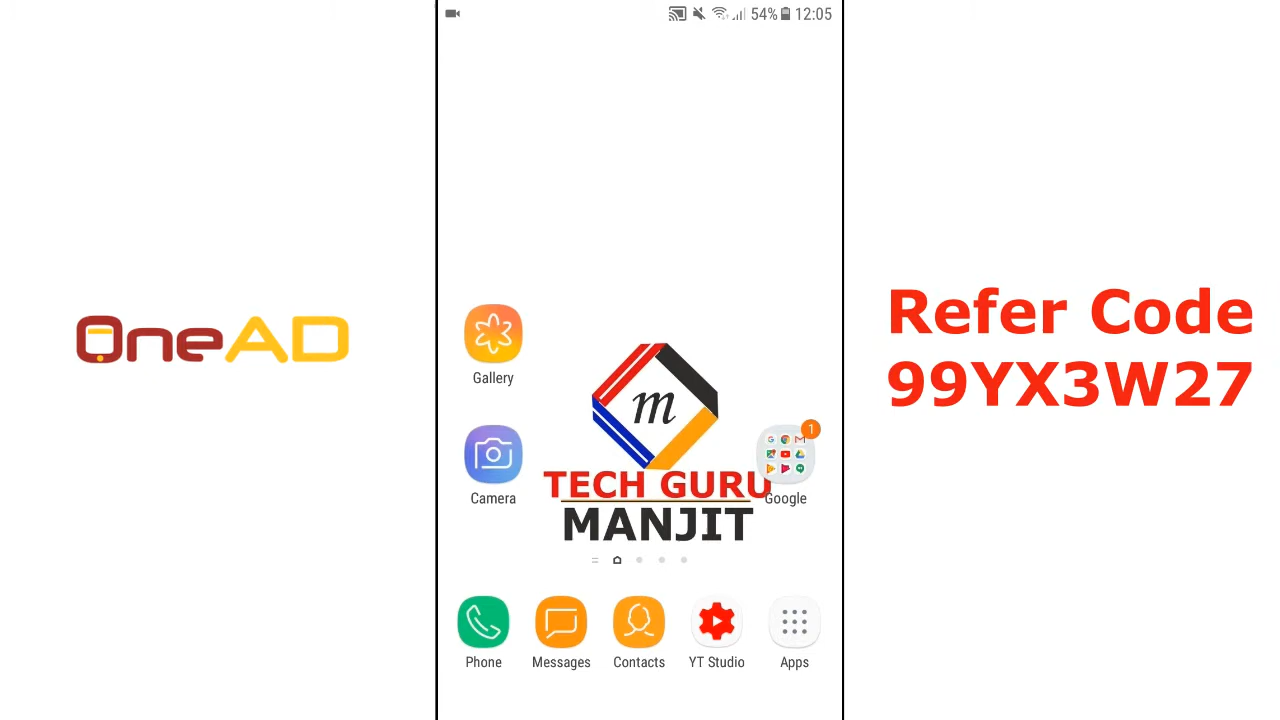 54% 12:05
OneAD
Refer Code
99YX3W27
Gallery
m
1
Camera
Google
TECH GURU
MANJIT
Phone
Messages
Contacts
YT Studio
Apps